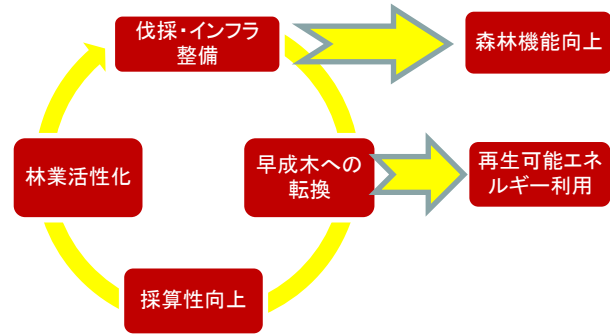 伐採・インフラ
整備
森林機能向上
林業活性化
早成木への
転換
再生可能エネ
ルギー利用
採算性向上